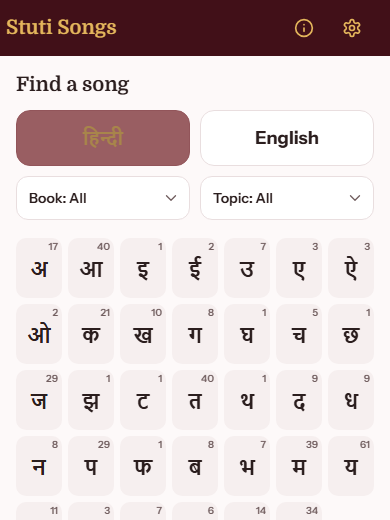 Stuti Songs
Find a song
हिन्दी English
Book: All Topic: All
17 40 1 2 7 3 3
अ आ इ ई उ ए ऐ
2 21 10 8 1 5 1
ओ क ख ग घ च छ
29 1 1 40 1 9 9
ज झ ट त थ द ध
8 29 1 8 7 39 61
न प फ ब भ म य
11 3 7 6 14 34